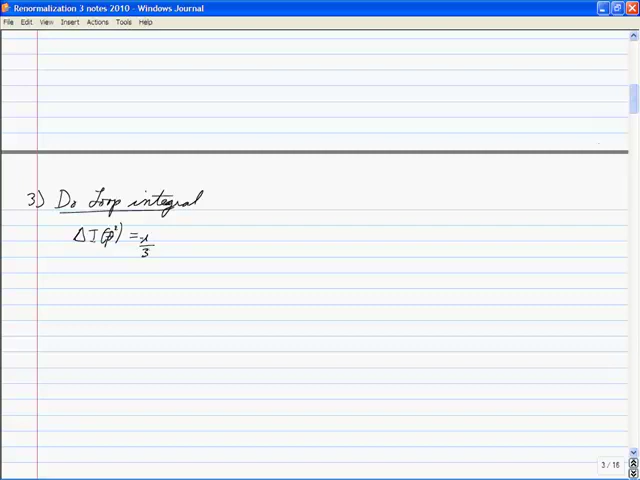 Renormalization 3 notes 2010 - Windows Journal
File Edit View Insert Actions Tools Help
3) Do Loop integral
Δ I(p²) = -i/3
3 / 16